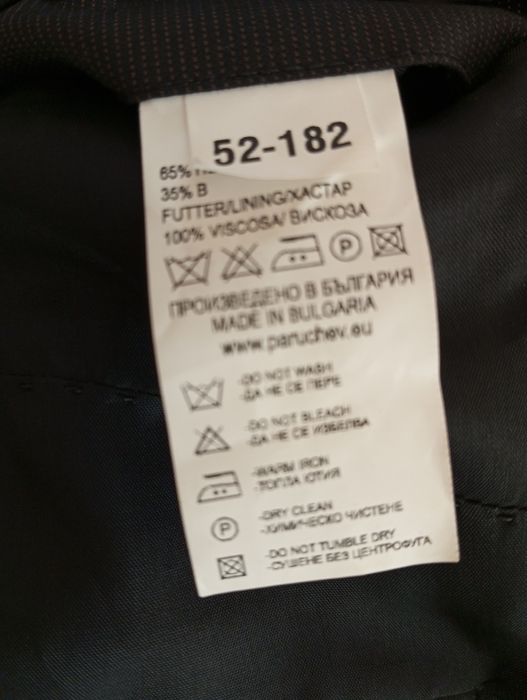 52-182
65%
35% В
FUTTER/LINING/ХАСТАР
100% VISCOSA/ ВИСКОЗА
P
ПРОИЗВЕДЕНО В БЪЛГАРИЯ
MADE IN BULGARIA
www.paruchev.eu
-DO NOT WASH
-ДА НЕ СЕ ПЕРЕ
-DO NOT BLEACH
-ДА НЕ СЕ ИЗБЕЛВА
-WARM IRON
-ТОПЛА ЮТИЯ
P
-DRY CLEAN
-ХИМИЧЕСКО ЧИСТЕНЕ
-DO NOT TUMBLE DRY
-СУШЕНЕ БЕЗ ЦЕНТРОФУГА